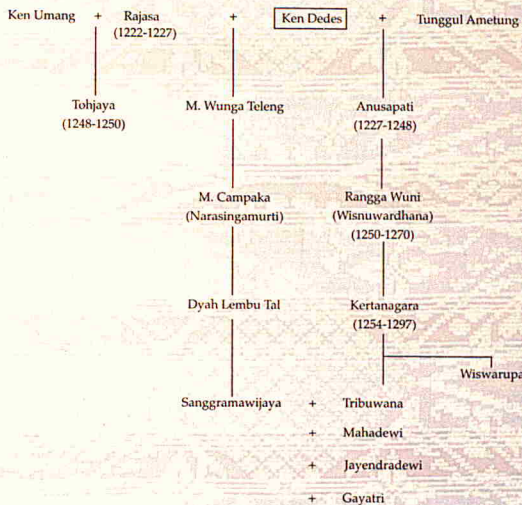 Ken Umang + Rajasa + Ken Dedes + Tunggul Ametung
(1222-1227)
Tohjaya M. Wunga Teleng Anusapati
(1248-1250) (1227-1248)
M. Campaka Rangga Wuni
(Narasingamurti) (Wisnuwardhana)
(1250-1270)
Dyah Lembu Tal Kertanagara
(1254-1297)
Wiswarupa
Sanggramawijaya + Tribuwana
+ Mahadewi
+ Jayendradewi
+ Gayatri